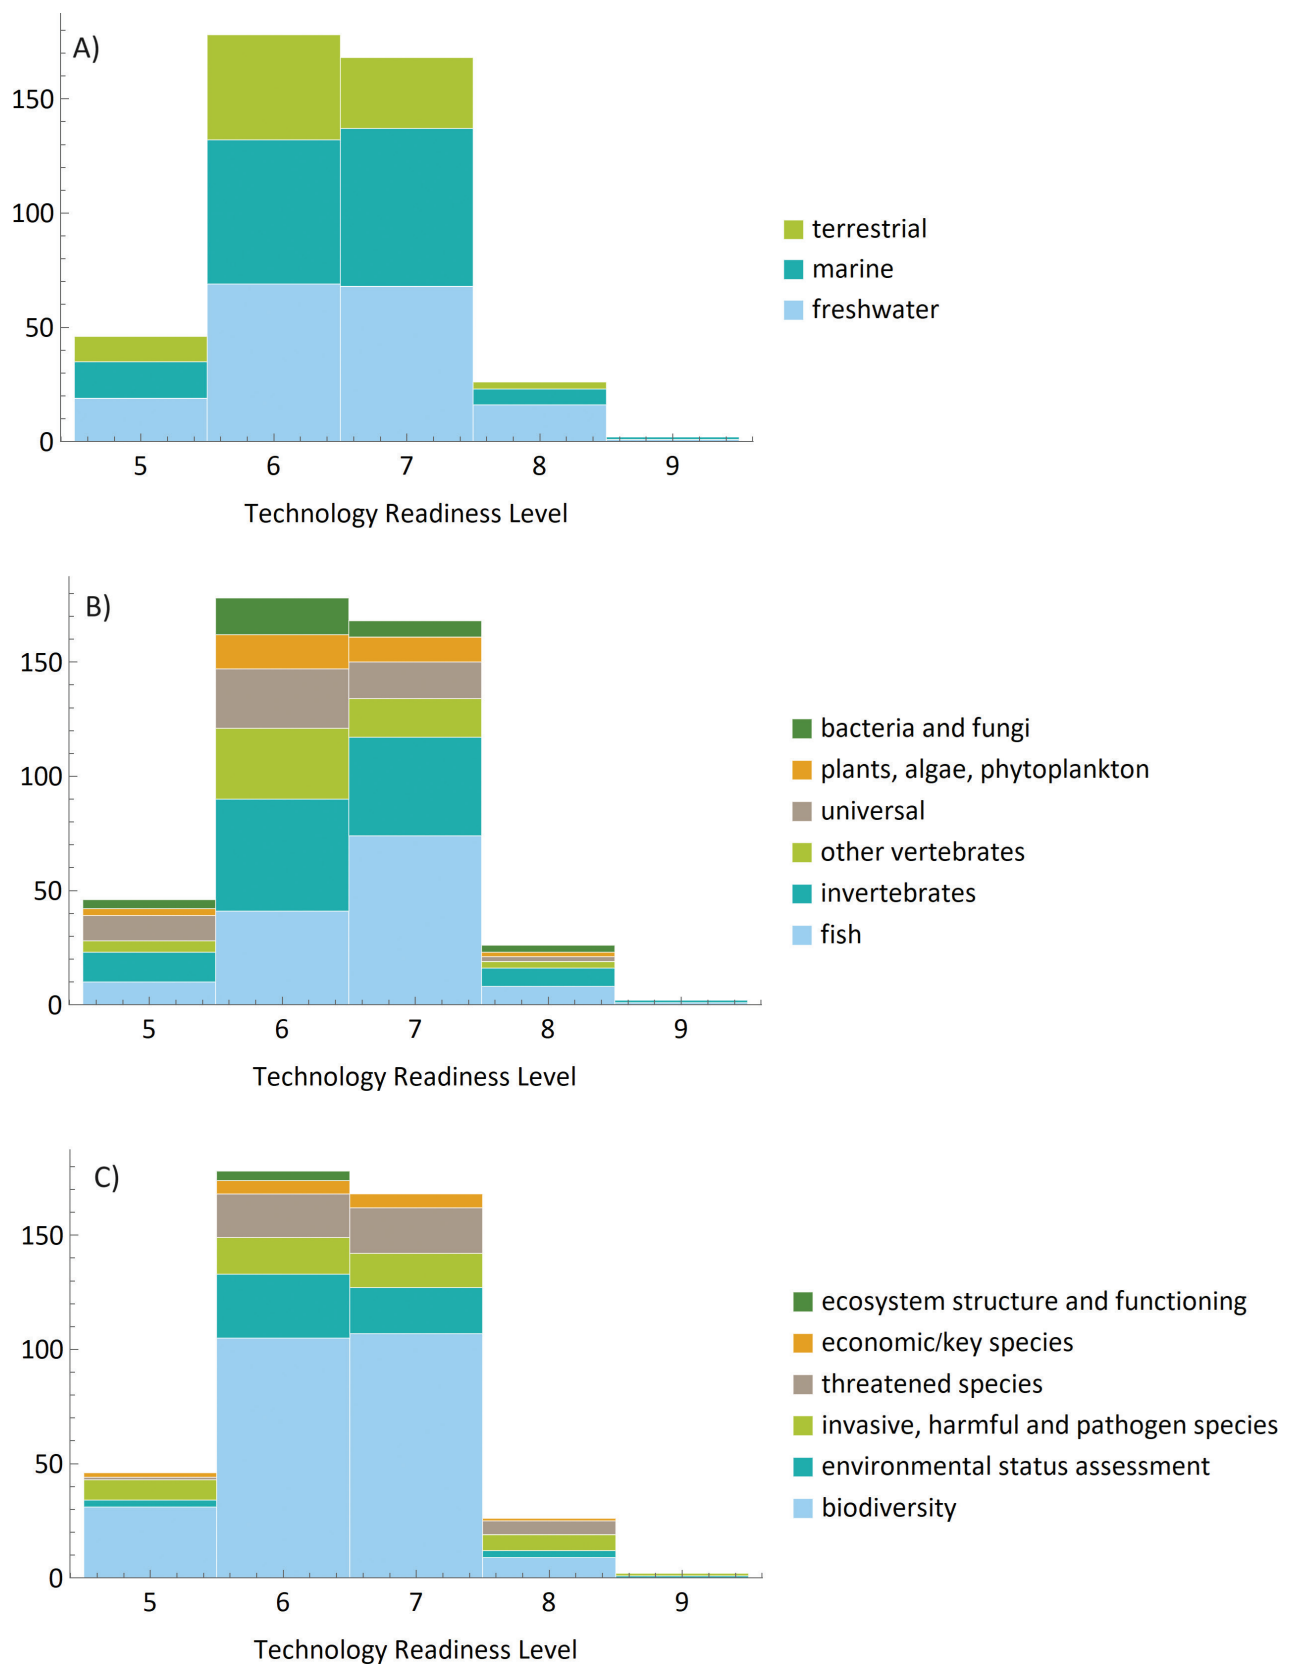 A)
150
100
50
0
5 6 7 8 9
Technology Readiness Level
terrestrial
marine
freshwater
B)
150
100
50
0
5 6 7 8 9
Technology Readiness Level
bacteria and fungi
plants, algae, phytoplankton
universal
other vertebrates
invertebrates
fish
C)
150
100
50
0
5 6 7 8 9
Technology Readiness Level
ecosystem structure and functioning
economic/key species
threatened species
invasive, harmful and pathogen species
environmental status assessment
biodiversity